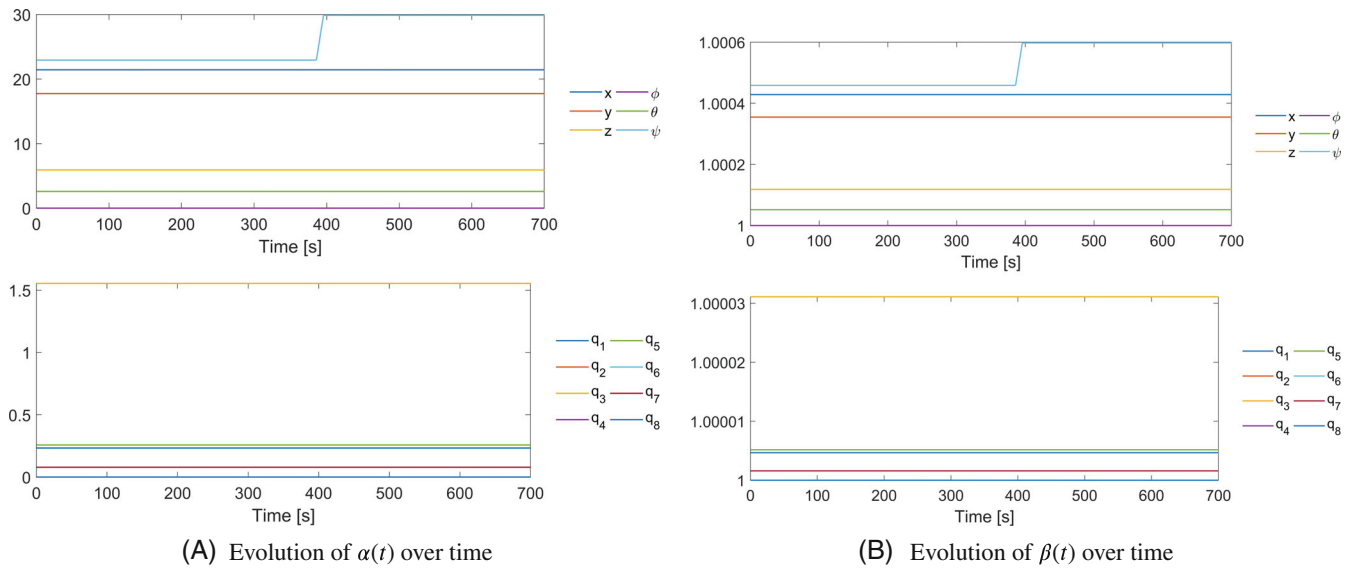 30
20
10
0
0 100 200 300 400 500 600 700
Time [s]
x ϕ
y θ
z ψ
1.5
1
0.5
0
0 100 200 300 400 500 600 700
Time [s]
q1 q5
q2 q6
q3 q7
q4 q8
(A) Evolution of α(t) over time
1.0006
1.0004
1.0002
1
0 100 200 300 400 500 600 700
Time [s]
x ϕ
y θ
z ψ
1.00003
1.00002
1.00001
1
0 100 200 300 400 500 600 700
Time [s]
q1 q5
q2 q6
q3 q7
q4 q8
(B) Evolution of β(t) over time